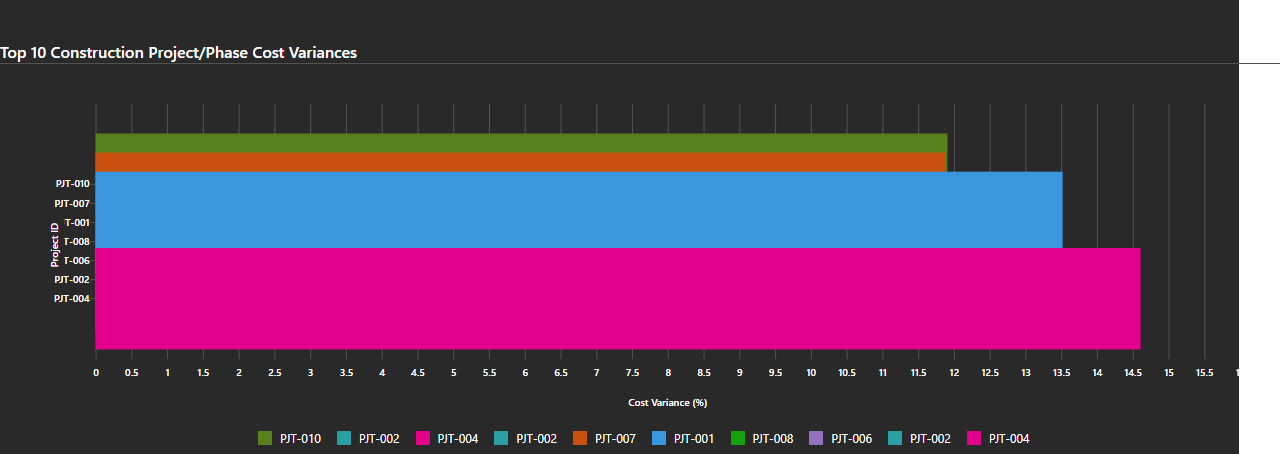 Top 10 Construction Project/Phase Cost Variances
PJT-010
PJT-007
T-001
T-008
T-006
PJT-002
PJT-004
Project ID
0 0.5 1 1.5 2 2.5 3 3.5 4 4.5 5 5.5 6 6.5 7 7.5 8 8.5 9 9.5 10 10.5 11 11.5 12 12.5 13 13.5 14 14.5 15 15.5
Cost Variance (%)
PJT-010 PJT-002 PJT-004 PJT-002 PJT-007 PJT-001 PJT-008 PJT-006 PJT-002 PJT-004